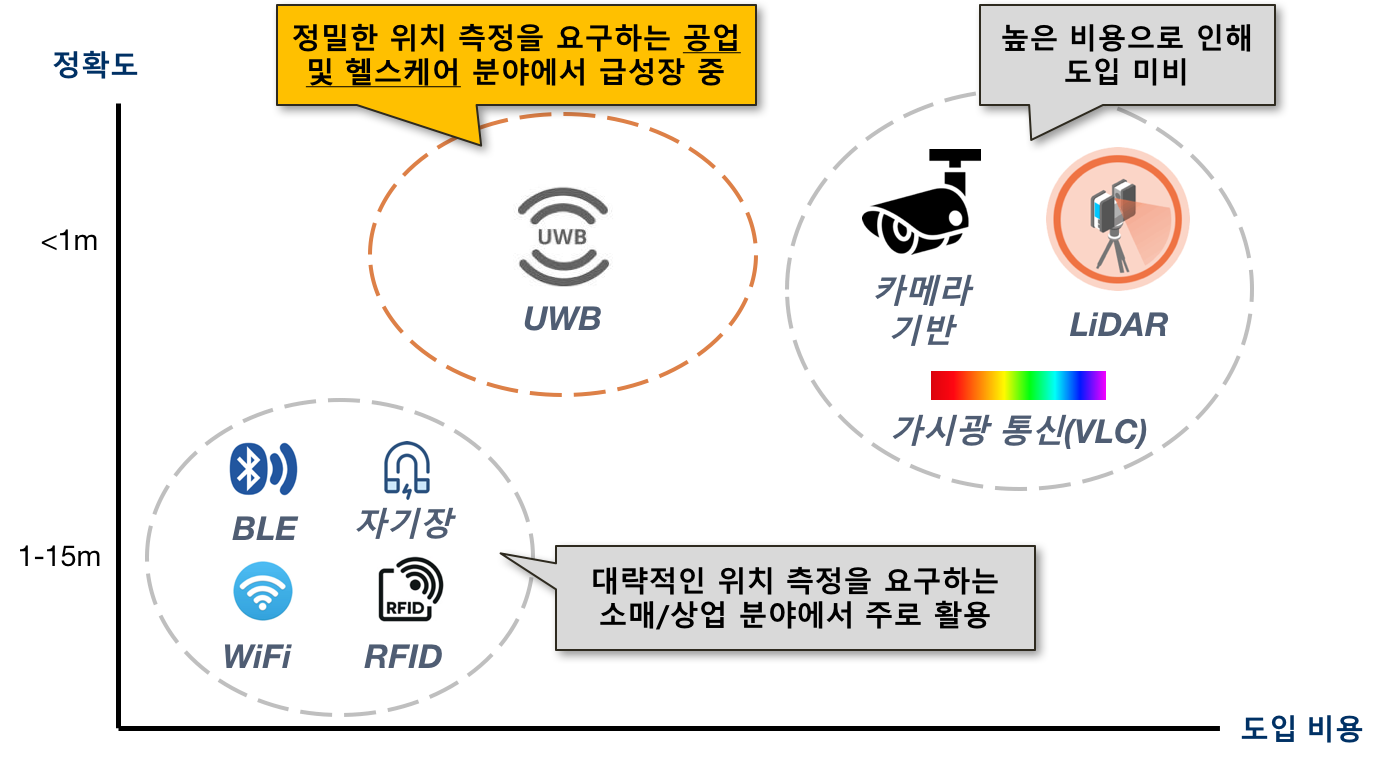 정확도
정밀한 위치 측정을 요구하는 공업
및 헬스케어 분야에서 급성장 중
높은 비용으로 인해
도입 미비
<1m
UWB
UWB
카메라
기반
LiDAR
가시광 통신(VLC)
BLE
자기장
1-15m
RFID
WiFi
RFID
대략적인 위치 측정을 요구하는
소매/상업 분야에서 주로 활용
도입 비용